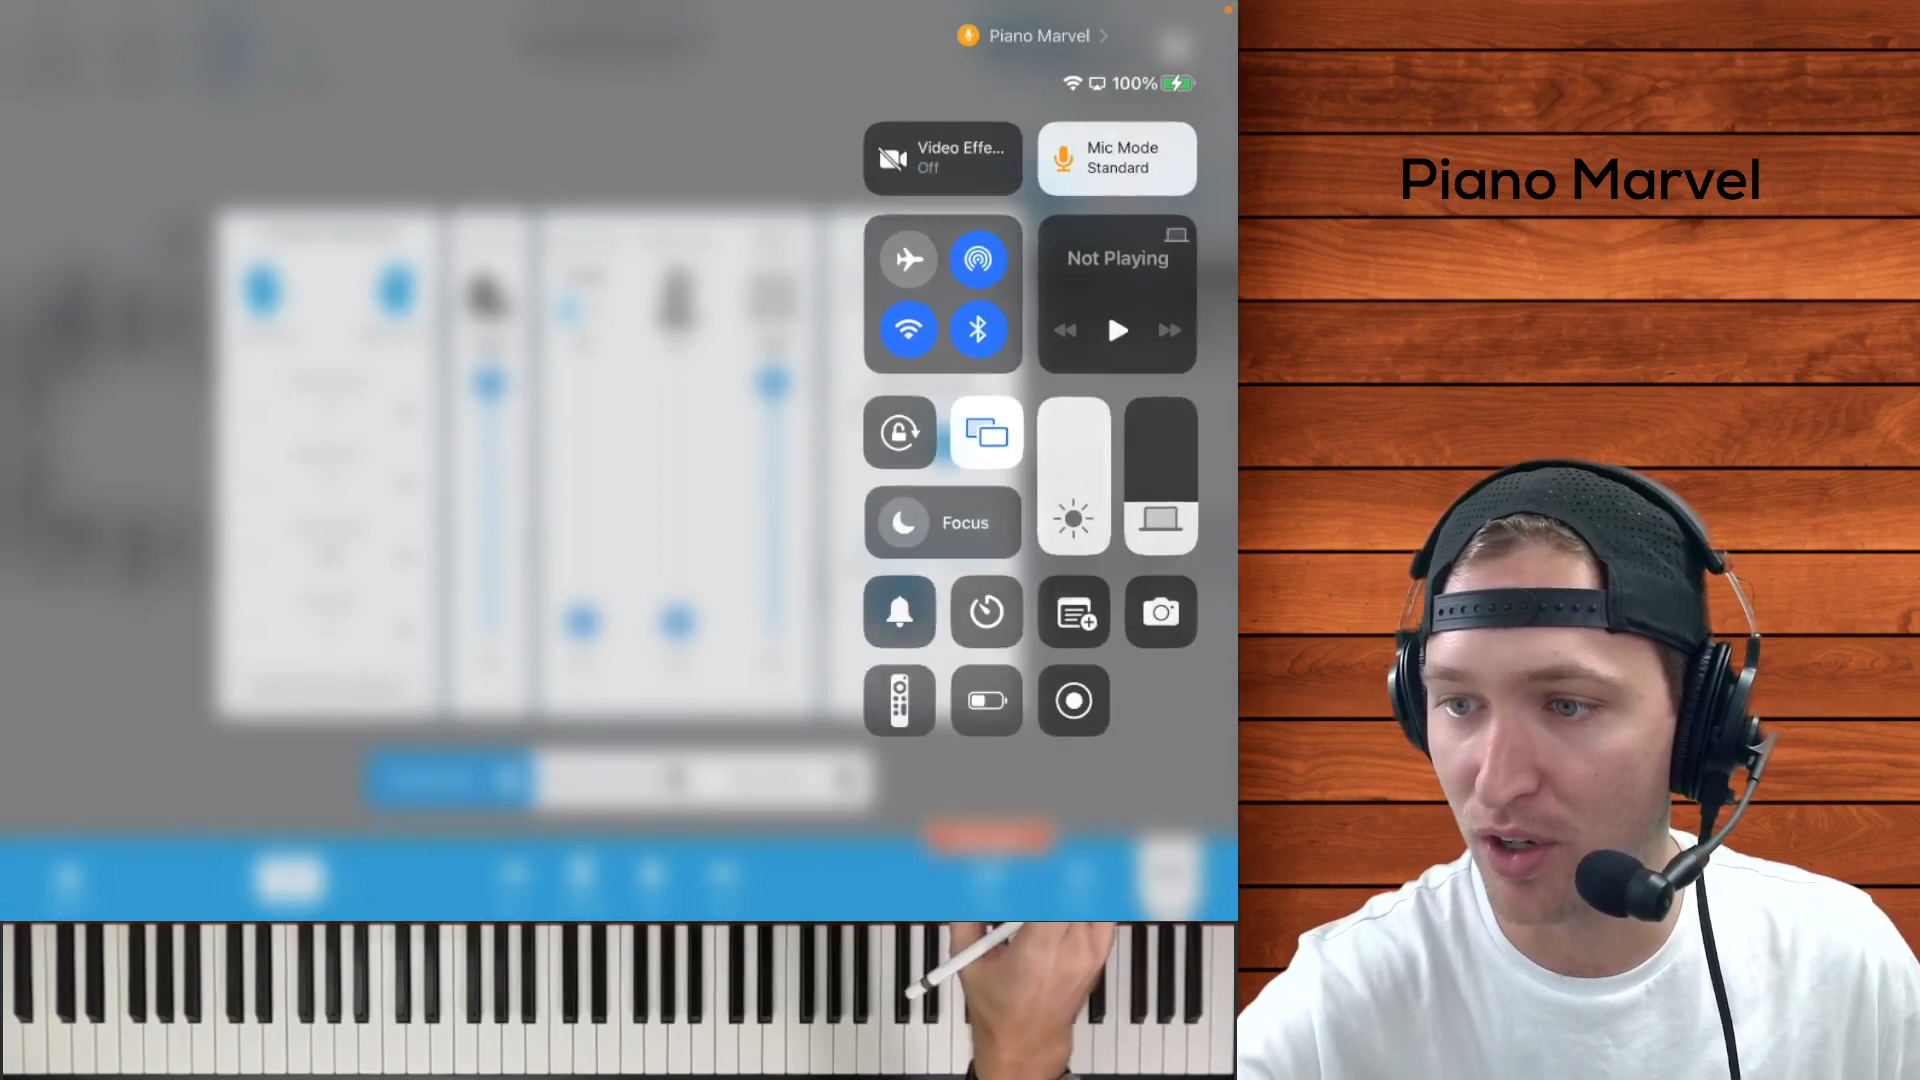 Piano Marvel
100%
Video Effe...
Off
Mic Mode
Standard
Not Playing
Focus
Piano Marvel